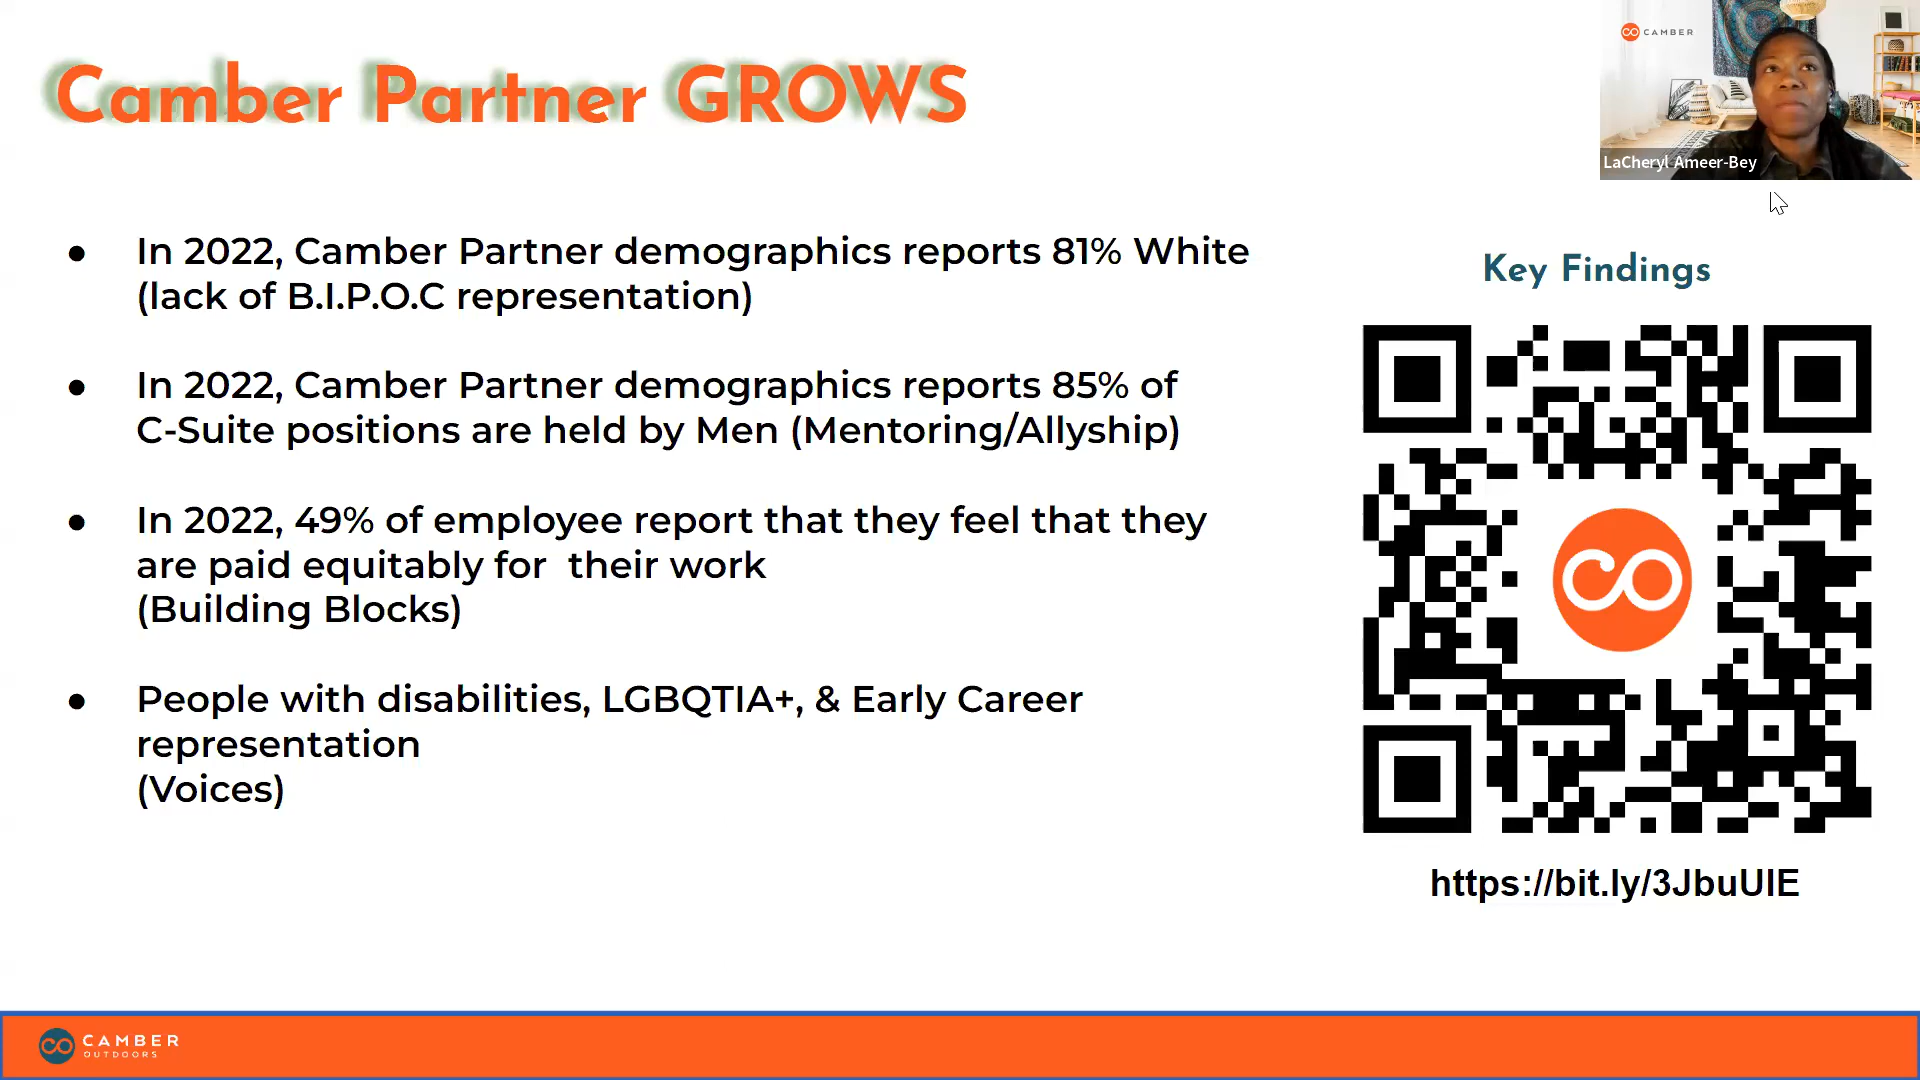 Camber Partner GROWS
CAMBER
LaCheryl Ameer-Bey
● In 2022, Camber Partner demographics reports 81% White
(lack of B.I.P.O.C representation)
● In 2022, Camber Partner demographics reports 85% of
C-Suite positions are held by Men (Mentoring/Allyship)
● In 2022, 49% of employee report that they feel that they
are paid equitably for  their work
(Building Blocks)
● People with disabilities, LGBQTIA+, & Early Career
representation
(Voices)
Key Findings
https://bit.ly/3JbuUIE
CAMBER
OUTDOORS